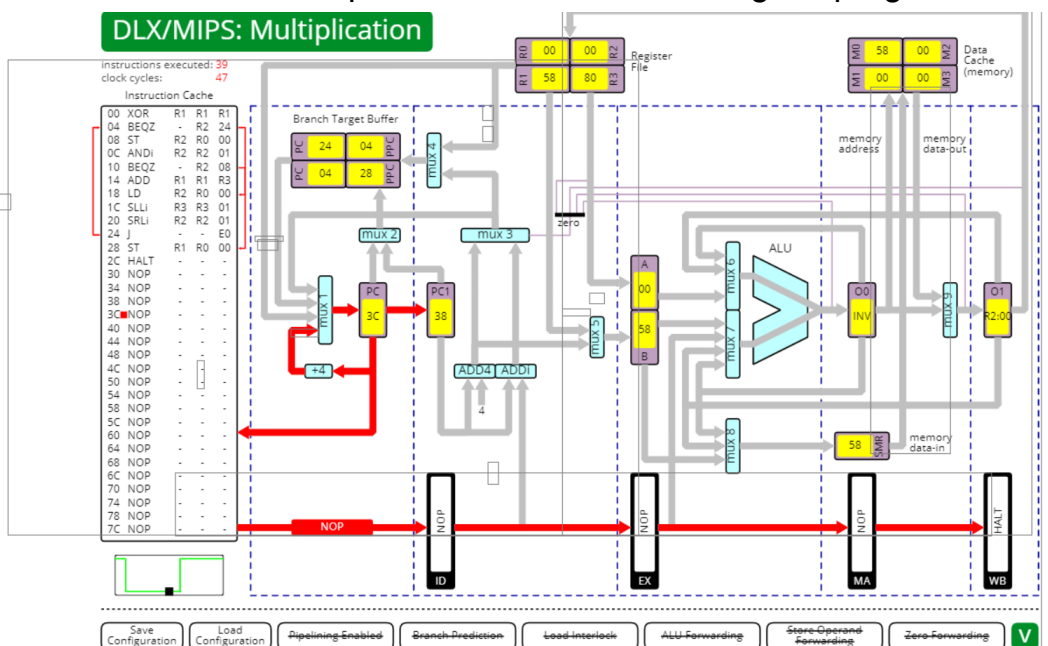 DLX/MIPS: Multiplication
instructions executed: 39
clock cycles: 47
Instruction Cache
00 XOR R1 R1 R1
04 BEQZ - R2 24
08 ST R2 R0 00
0C ANDi R2 R2 01
10 BEQZ - R2 08
14 ADD R1 R1 R3
18 LD R2 R0 00
1C SLLi R3 R3 01
20 SRLi R2 R2 01
24 J - - E0
28 ST R1 R0 00
2C HALT - - -
30 NOP - - -
34 NOP - - -
38 NOP - - -
3C NOP - - -
40 NOP - - -
44 NOP - - -
48 NOP - - -
4C NOP - - -
50 NOP - - -
54 NOP - - -
58 NOP - - -
5C NOP - - -
60 NOP - - -
64 NOP - - -
68 NOP - - -
6C NOP - - -
70 NOP - - -
74 NOP - - -
78 NOP - - -
7C NOP - - -
Branch Target Buffer
PC 24 04 PPC
PC 04 28 PPC
mux 4
R0 00 00 R2
R1 58 80 R3
Register
File
M0 58 00 M2
M1 00 00 M3
Data
Cache
(memory)
memory
address
memory
data-out
zero
mux 2
mux 3
mux 1
PC
3C
PC1
38
+4
ADD4
ADDi
4
mux 5
A
00
58
B
mux 6
mux 7
ALU
mux 8
O0
INV
mux 9
O1
R2:00
58 SMR
memory
data-in
NOP
NOP
ID
NOP
EX
NOP
MA
HALT
WB
Save
Configuration
Load
Configuration
Pipelining Enabled
Branch Prediction
Load Interlock
ALU Forwarding
Store Operand
Forwarding
Zero Forwarding
V